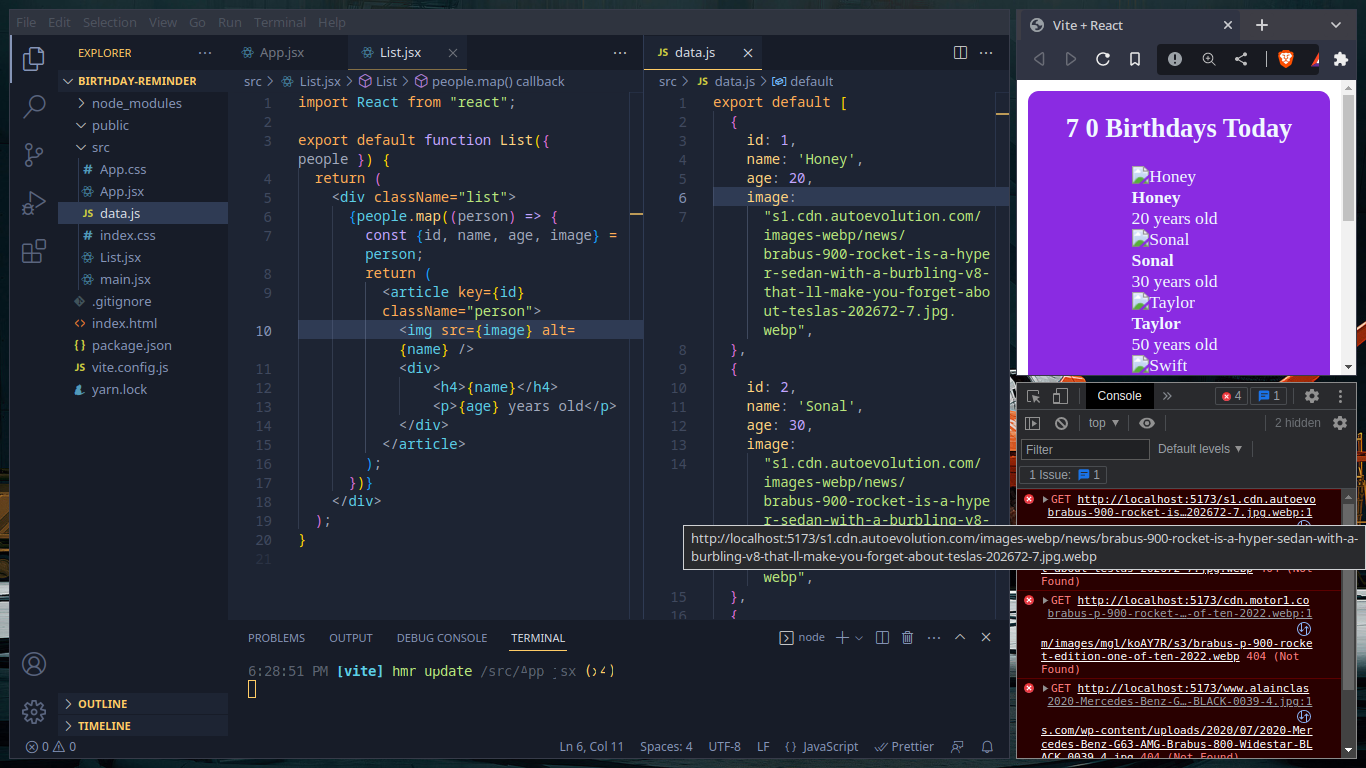 File Edit Selection View Go Run Terminal Help
EXPLORER
BIRTHDAY-REMINDER
node_modules
public
src
App.css
App.jsx
data.js
index.css
List.jsx
main.jsx
.gitignore
index.html
package.json
vite.config.js
yarn.lock
OUTLINE
TIMELINE
App.jsx
List.jsx
src > List.jsx > List > people.map() callback
1 import React from "react";
2
3 export default function List({
people }) {
4 return (
5 <div className="list">
6 {people.map((person) => {
7 const {id, name, age, image} =
person;
8 return (
9 <article key={id}
className="person">
10 <img src={image} alt=
{name} />
11 <div>
12 <h4>{name}</h4>
13 <p>{age} years old</p>
14 </div>
15 </article>
16 );
17 })}
18 </div>
19 );
20 }
21
data.js
src > data.js > default
1 export default [
2 {
3 id: 1,
4 name: 'Honey',
5 age: 20,
6 image:
7 "s1.cdn.autoevolution.com/
images-webp/news/
brabus-900-rocket-is-a-hype
r-sedan-with-a-burbling-v8-
that-ll-make-you-forget-abo
ut-teslas-202672-7.jpg.
webp",
8 },
9 {
10 id: 2,
11 name: 'Sonal',
12 age: 30,
13 image:
14 "s1.cdn.autoevolution.com/
images-webp/news/
brabus-900-rocket-is-a-hype
r-sedan-with-a-burbling-v8-
webp",
15 },
16 {
PROBLEMS OUTPUT DEBUG CONSOLE TERMINAL
node
6:28:51 PM [vite] hmr update /src/App.jsx (x4)
0 0
Ln 6, Col 11 Spaces: 4 UTF-8 LF {} JavaScript Prettier
Vite + React
7 0 Birthdays Today
Honey
Honey
20 years old
Sonal
Sonal
30 years old
Taylor
Taylor
50 years old
Swift
Console
4
1
top
2 hidden
Filter
Default levels
1 Issue: 1
GET http://localhost:5173/s1.cdn.autoevo
brabus-900-rocket-is…202672-7.jpg.webp:1
http://localhost:5173/s1.cdn.autoevolution.com/images-webp/news/brabus-900-rocket-is-a-hyper-sedan-with-a-
burbling-v8-that-ll-make-you-forget-about-teslas-202672-7.jpg.webp
t-about-teslas-202672-7.jpg.webp 404 (Not
Found)
GET http://localhost:5173/cdn.motor1.co
brabus-p-900-rocket-…-of-ten-2022.webp:1
m/images/mgl/koAY7R/s3/brabus-p-900-rocke
t-edition-one-of-ten-2022.webp 404 (Not
Found)
GET http://localhost:5173/www.alainclas
2020-Mercedes-Benz-G…-BLACK-0039-4.jpg:1
s.com/wp-content/uploads/2020/07/2020-Mer
cedes-Benz-G63-AMG-Brabus-800-Widestar-BL
ACK-0039-4.jpg 404 (Not Found)